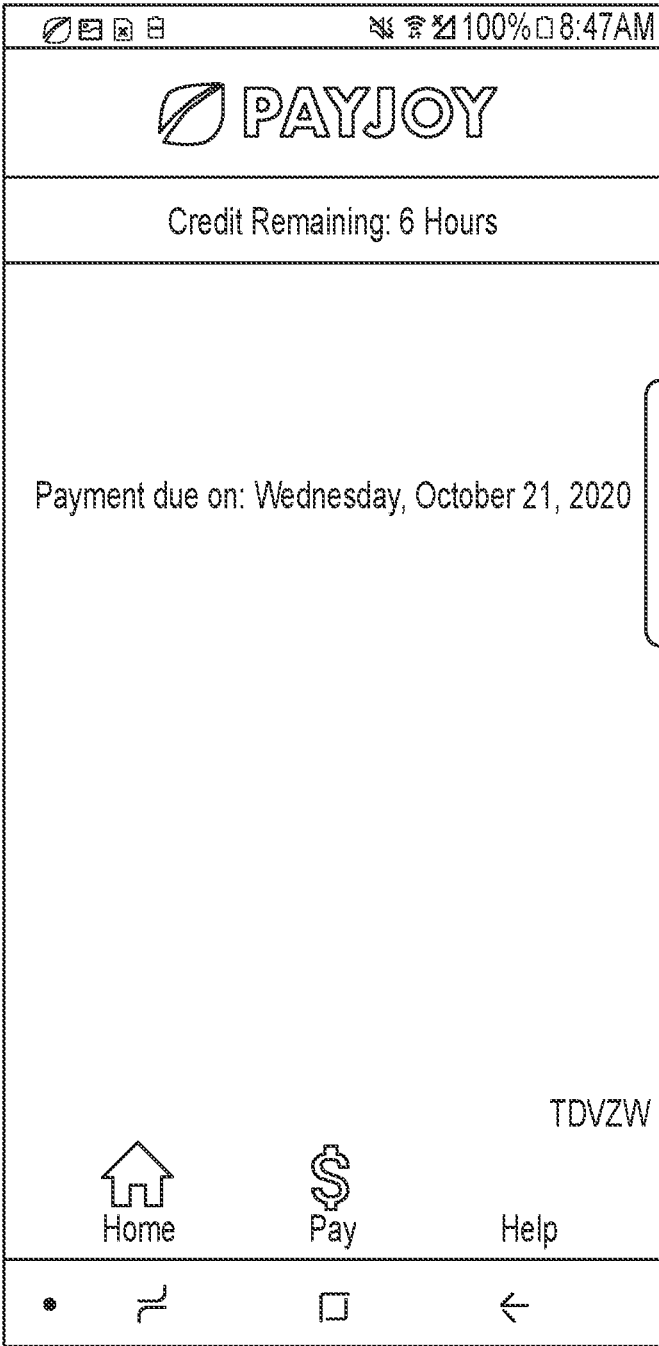 100% 8:47AM
PAYJOY
Credit Remaining: 6 Hours
Payment due on: Wednesday, October 21, 2020
TDVZW
Home Pay Help